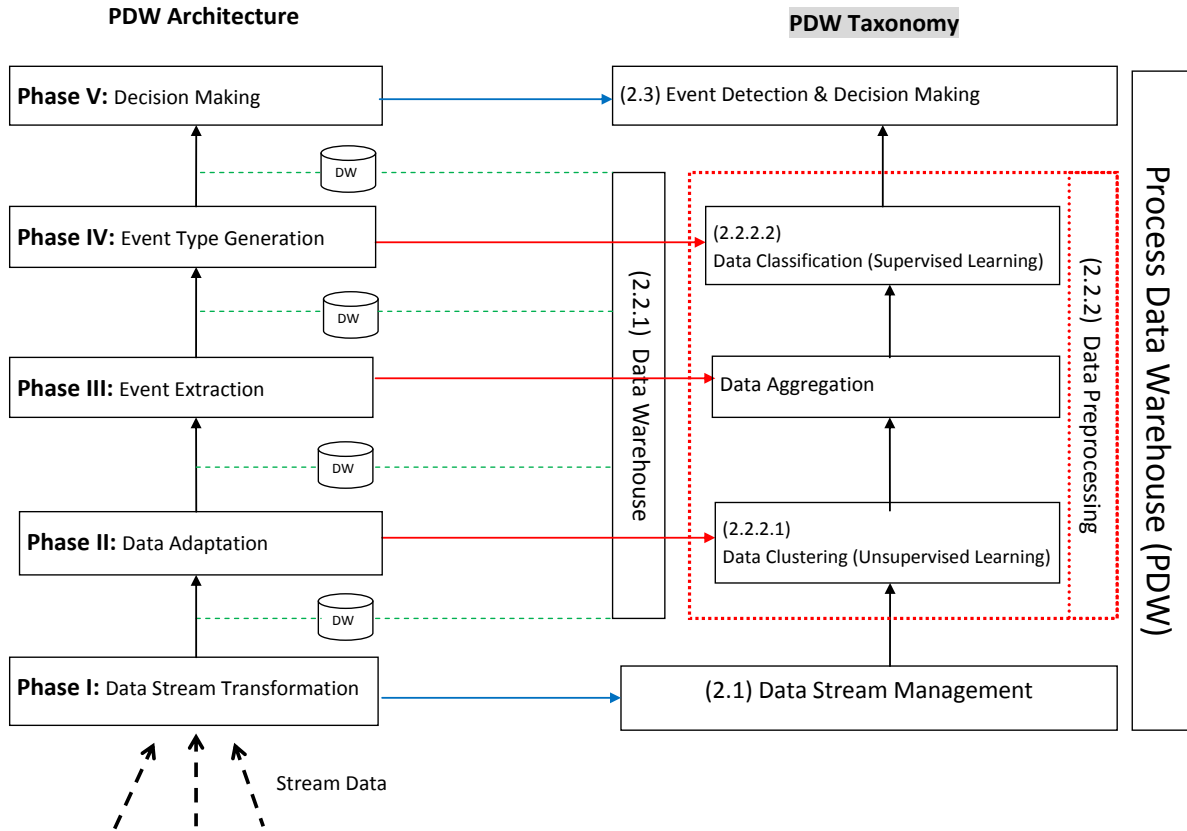 PDW Architecture
PDW Taxonomy
Phase V: Decision Making
(2.3) Event Detection & Decision Making
DW
Phase IV: Event Type Generation
(2.2.2.2)
Data Classification (Supervised Learning)
DW
Phase III: Event Extraction
Data Aggregation
DW
Phase II: Data Adaptation
(2.2.2.1)
Data Clustering (Unsupervised Learning)
DW
Phase I: Data Stream Transformation
(2.1) Data Stream Management
Stream Data
(2.2.1) Data Warehouse
(2.2.2) Data Preprocessing
Process Data Warehouse (PDW)